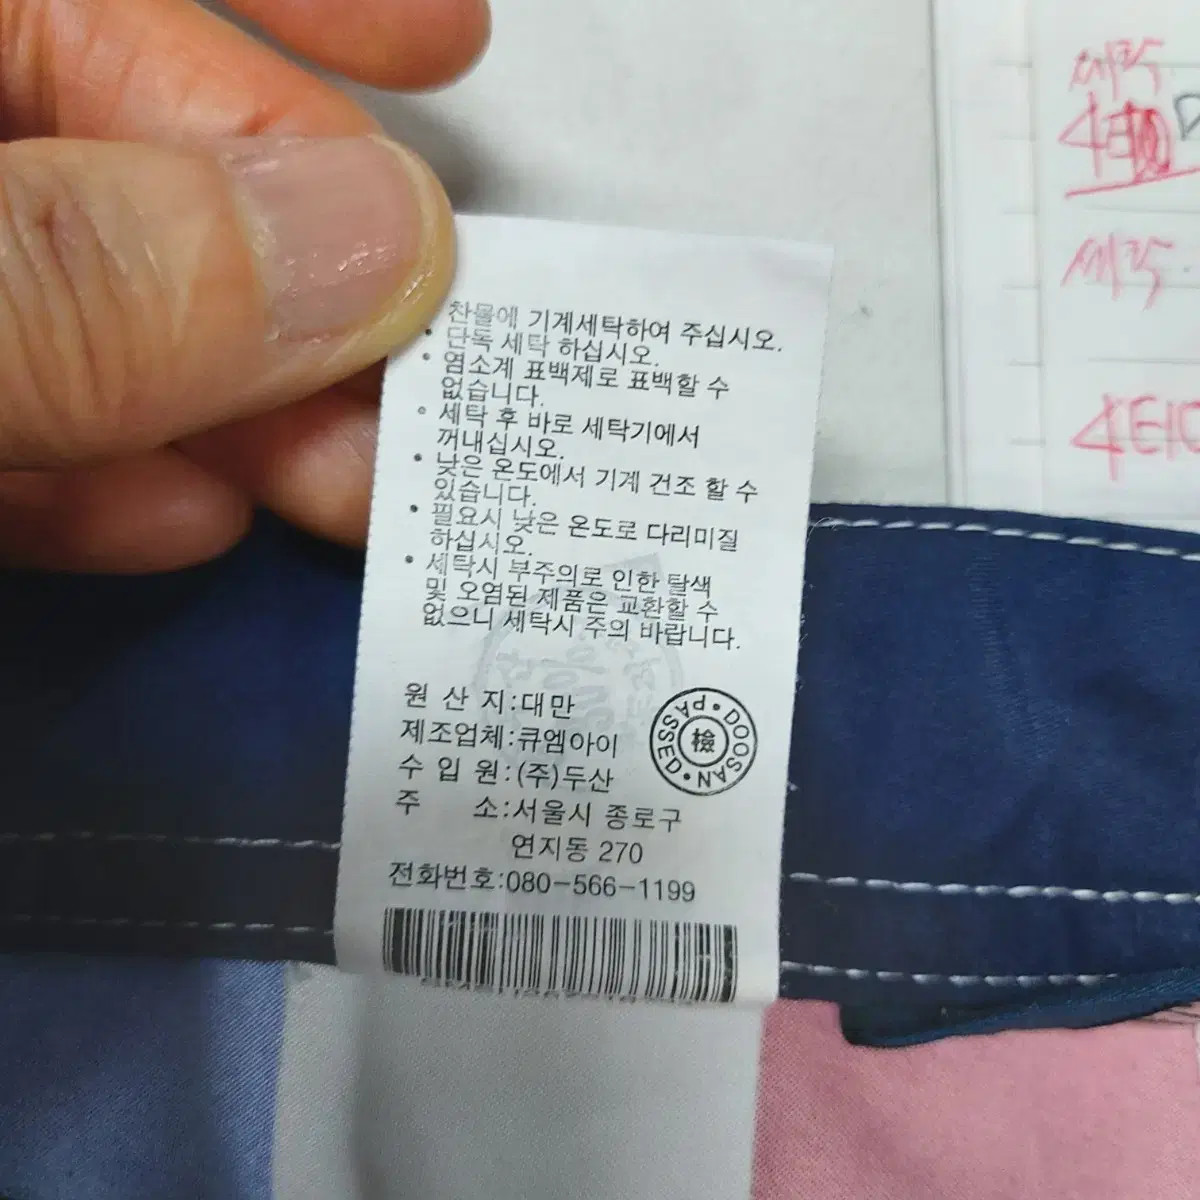 찬물에 기계세탁하여 주십시오.
• 단독 세탁 하십시오.
• 염소계 표백제로 표백할 수
없습니다.
• 세탁 후 바로 세탁기에서
꺼내십시오.
• 낮은 온도에서 기계 건조 할 수
있습니다.
• 필요시 낮은 온도로 다리미질
하십시오.
• 세탁시 부주의로 인한 탈색
및 오염된 제품은 교환할 수
없으니 세탁시 주의 바랍니다.
원 산 지:대만
제조업체:큐엠아이
수 입 원:(주)두산
주 소:서울시 종로구
연지동 270
전화번호:080-566-1199
PASSED•DOOSAN•
檢